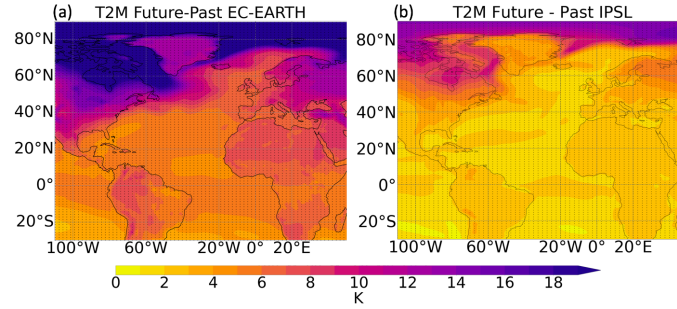 (a) T2M Future-Past EC-EARTH
(b) T2M Future - Past IPSL
80°N
60°N
40°N
20°N
0°
20°S
100°W 60°W 20°W 0° 20°E
80°N
60°N
40°N
20°N
0°
20°S
100°W 60°W 20°W 0° 20°E
0 2 4 6 8 10 12 14 16 18
K